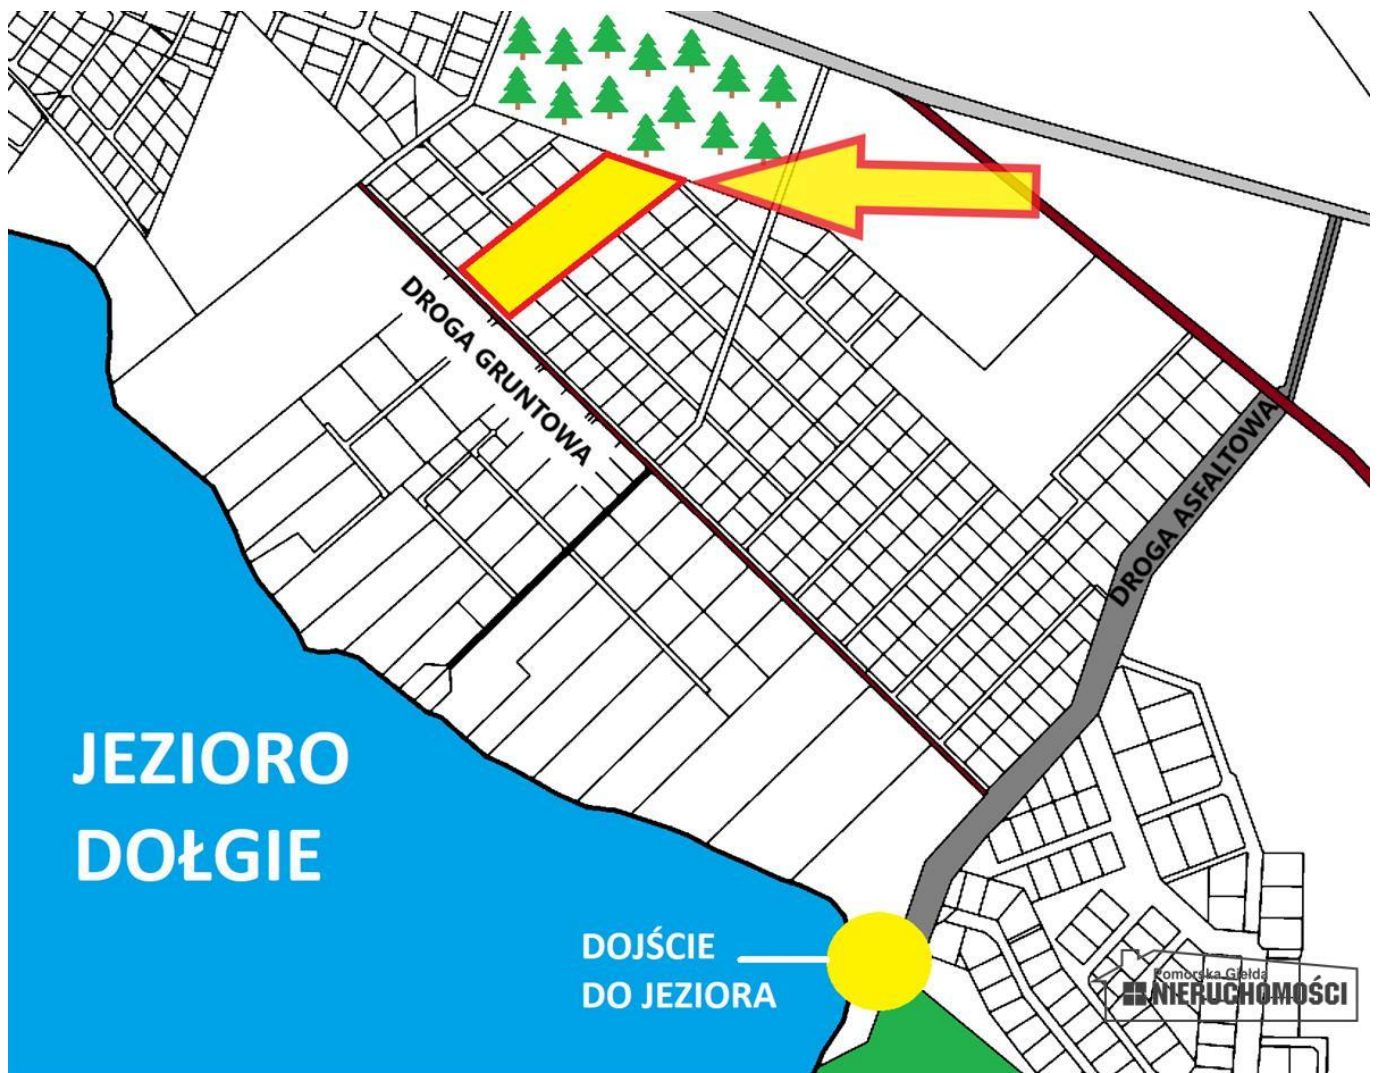 DROGA GRUNTOWA
DROGA ASFALTOWA
JEZIORO
DOŁGIE
DOJŚCIE
DO JEZIORA
Pomorska Giełda
NIERUCHOMOŚCI